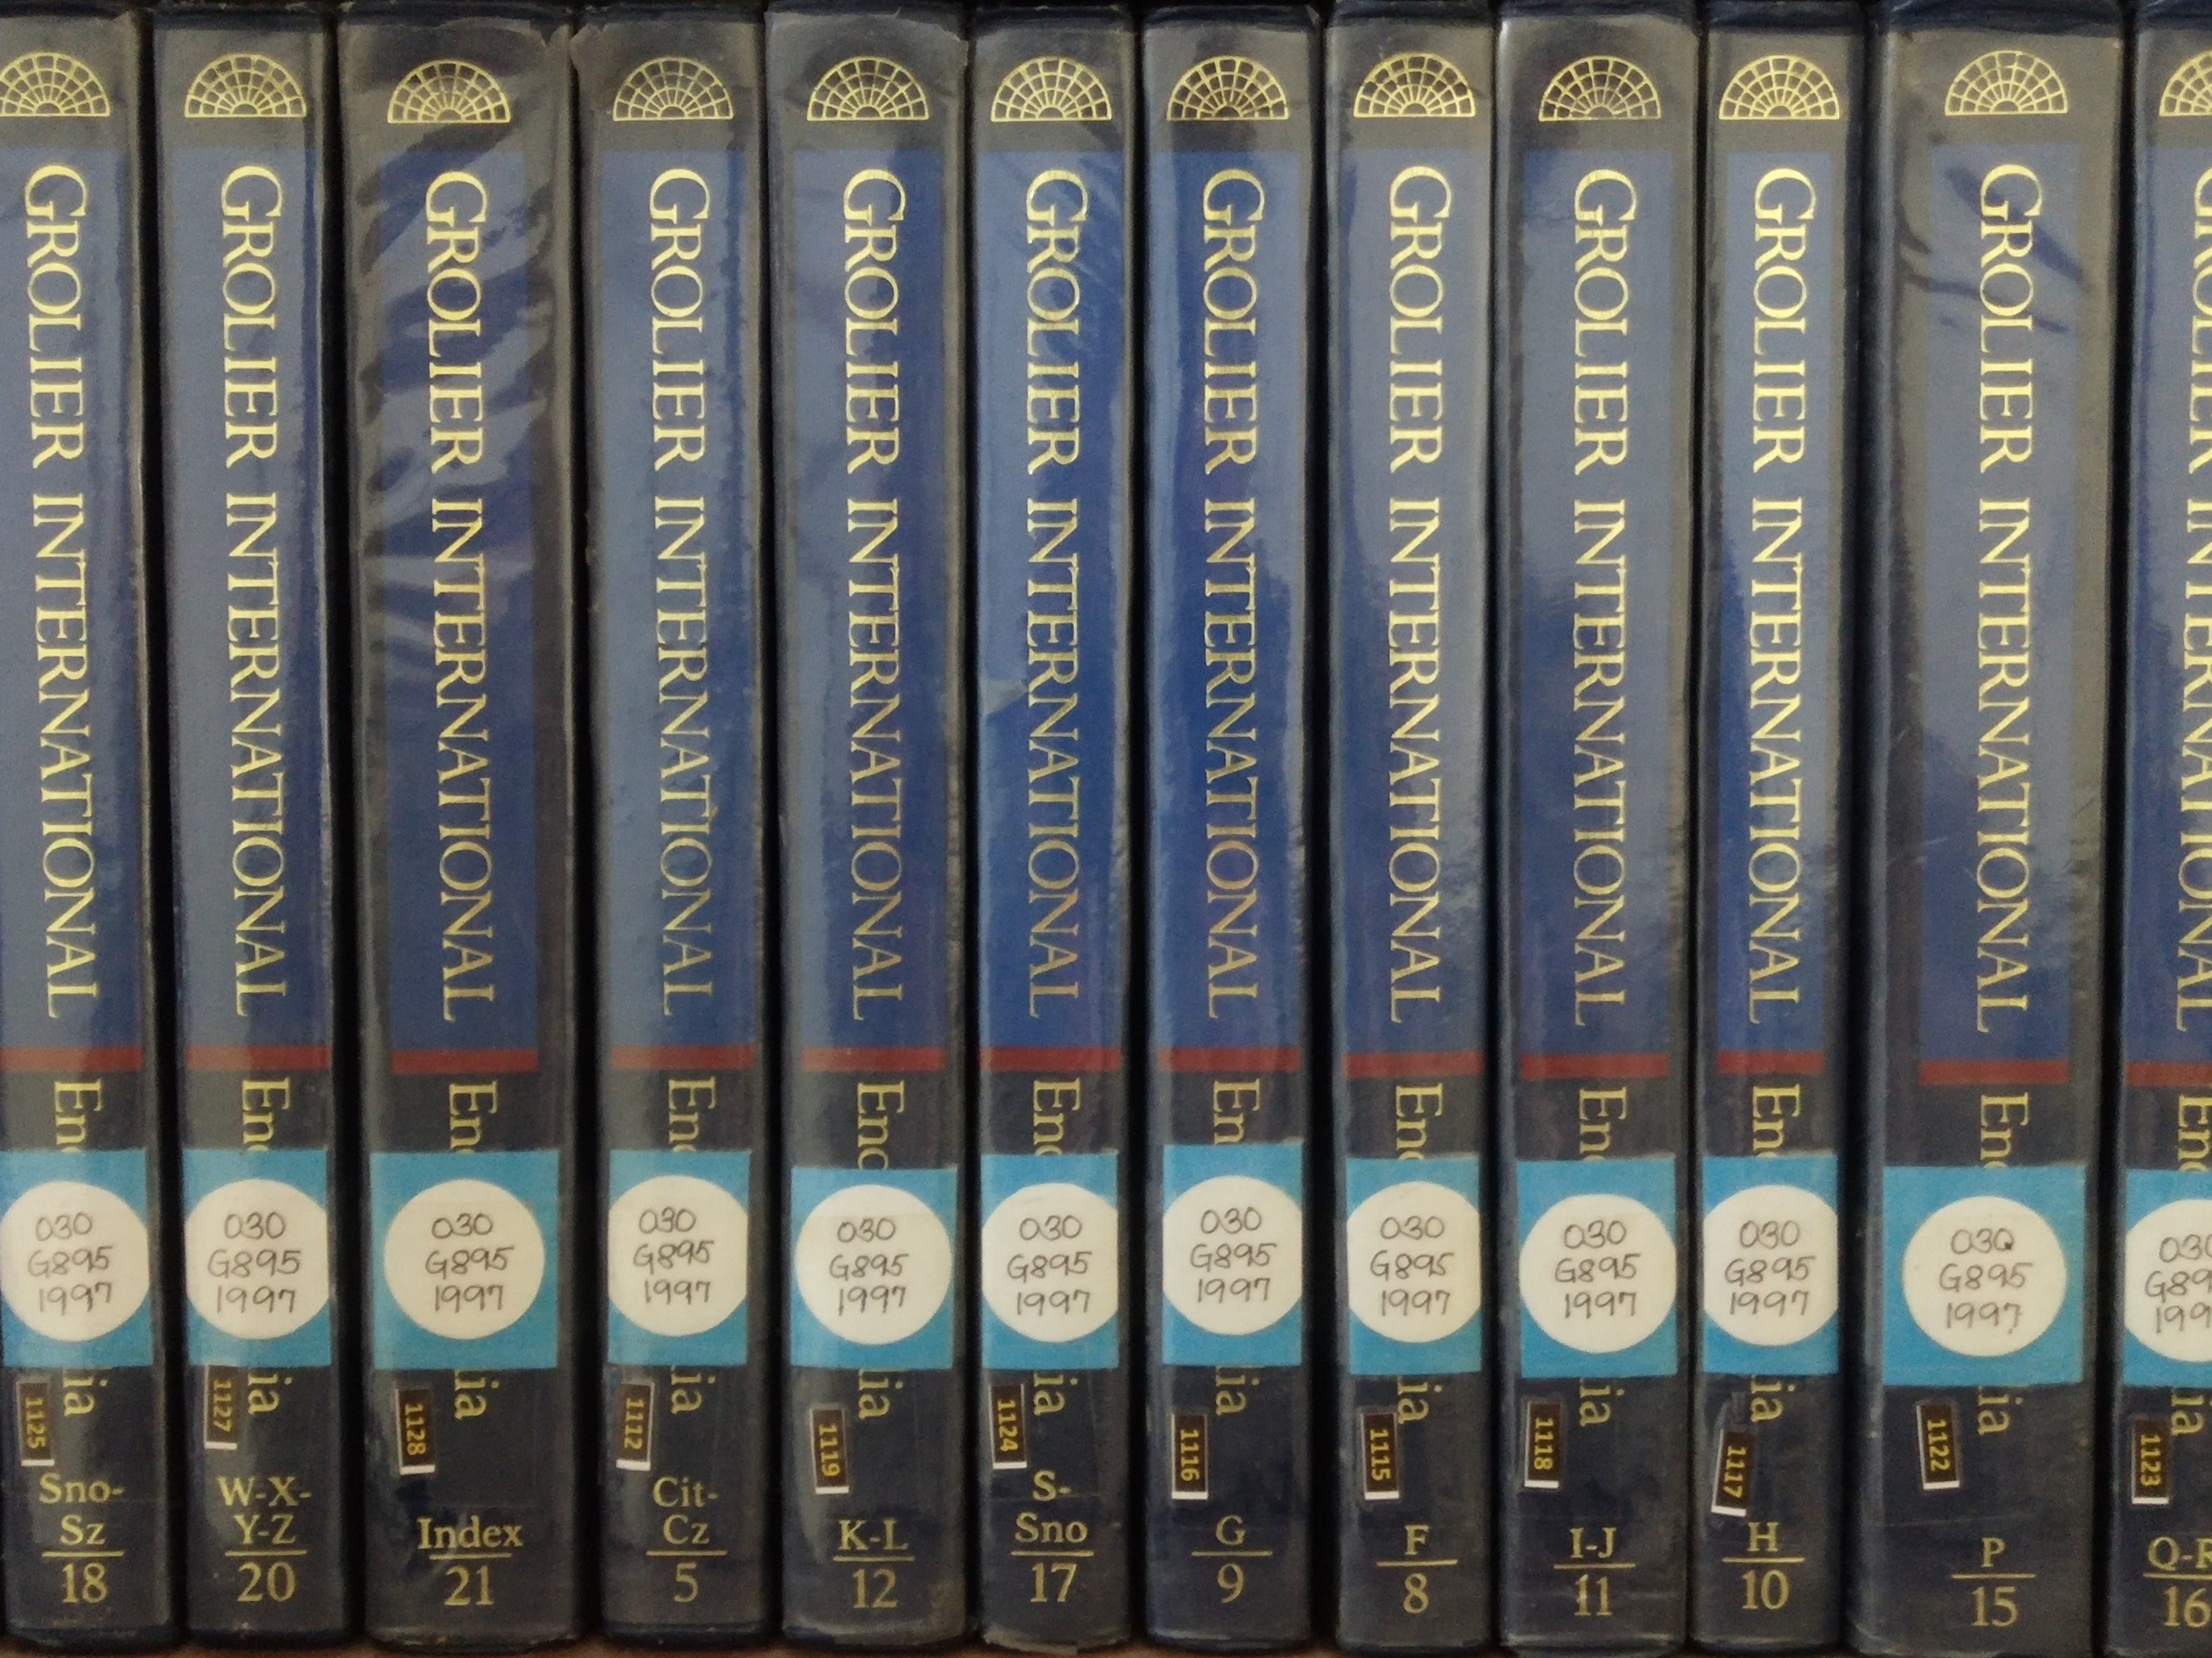 GROLIER INTERNATIONAL
030
G895
1997
1125
Sno-
Sz
18
GROLIER INTERNATIONAL
030
G895
1997
1127
W-X-
Y-Z
20
GROLIER INTERNATIONAL
030
G895
1997
1128
Index
21
GROLIER INTERNATIONAL
030
G895
1997
1112
Cit-
Cz
5
GROLIER INTERNATIONAL
030
G895
1997
1119
K-L
12
GROLIER INTERNATIONAL
030
G895
1997
1124
S-
Sno
17
GROLIER INTERNATIONAL
030
G895
1997
1116
G
9
GROLIER INTERNATIONAL
030
G895
1997
1115
F
8
GROLIER INTERNATIONAL
030
G895
1997
1118
I-J
11
GROLIER INTERNATIONAL
030
G895
1997
1117
H
10
GROLIER INTERNATIONAL
030
G895
1997
1122
P
15
GROLIER INTERNATIONAL
1123
Q-R
16